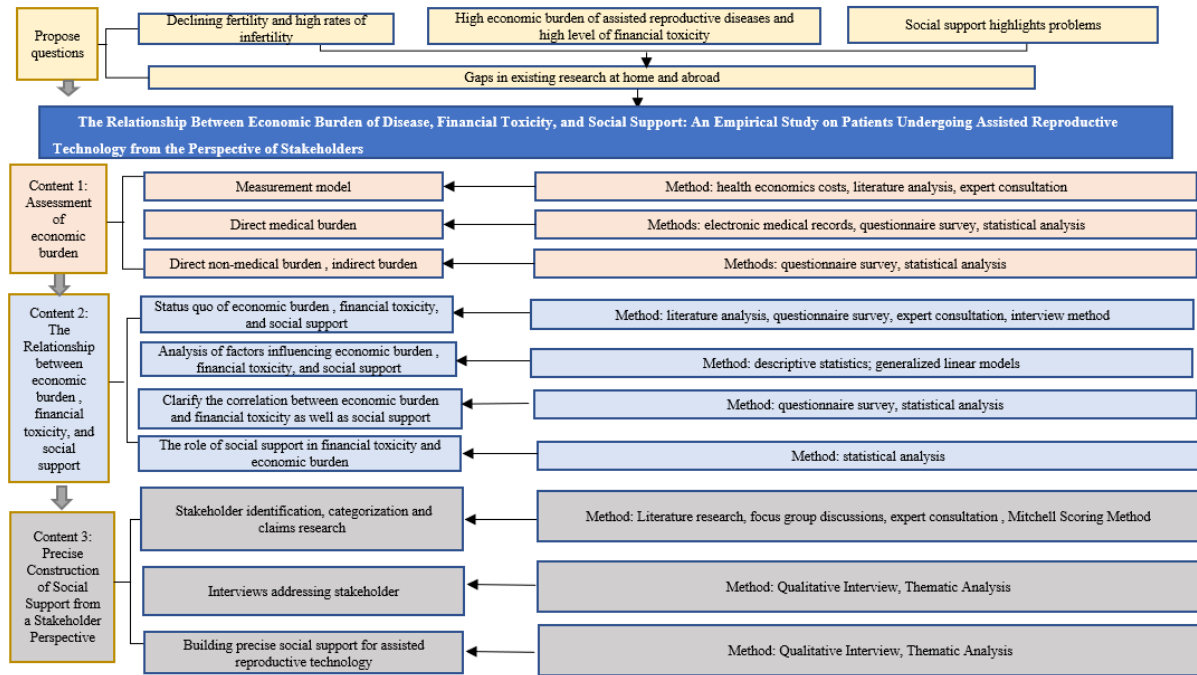 Propose
questions
Declining fertility and high rates of
infertility
High economic burden of assisted reproductive diseases and
high level of financial toxicity
Social support highlights problems
Gaps in existing research at home and abroad
The Relationship Between Economic Burden of Disease, Financial Toxicity, and Social Support: An Empirical Study on Patients Undergoing Assisted Reproductive
Technology from the Perspective of Stakeholders
Content 1:
Assessment
of
economic
burden
Measurement model
Method: health economics costs, literature analysis, expert consultation
Direct medical burden
Methods: electronic medical records, questionnaire survey, statistical analysis
Direct non-medical burden , indirect burden
Methods: questionnaire survey, statistical analysis
Content 2:
The
Relationship
between
economic
burden ,
financial
toxicity, and
social
support
Status quo of economic burden , financial toxicity,
and social support
Method: literature analysis, questionnaire survey, expert consultation, interview method
Analysis of factors influencing economic burden ,
financial toxicity, and social support
Method: descriptive statistics; generalized linear models
Clarify the correlation between economic burden
and financial toxicity as well as social support
Method: questionnaire survey, statistical analysis
The role of social support in financial toxicity and
economic burden
Method: statistical analysis
Content 3:
Precise
Construction
of Social
Support from
a Stakeholder
Perspective
Stakeholder identification, categorization and
claims research
Method: Literature research, focus group discussions, expert consultation , Mitchell Scoring Method
Interviews addressing stakeholder
Method: Qualitative Interview, Thematic Analysis
Building precise social support for assisted
reproductive technology
Method: Qualitative Interview, Thematic Analysis